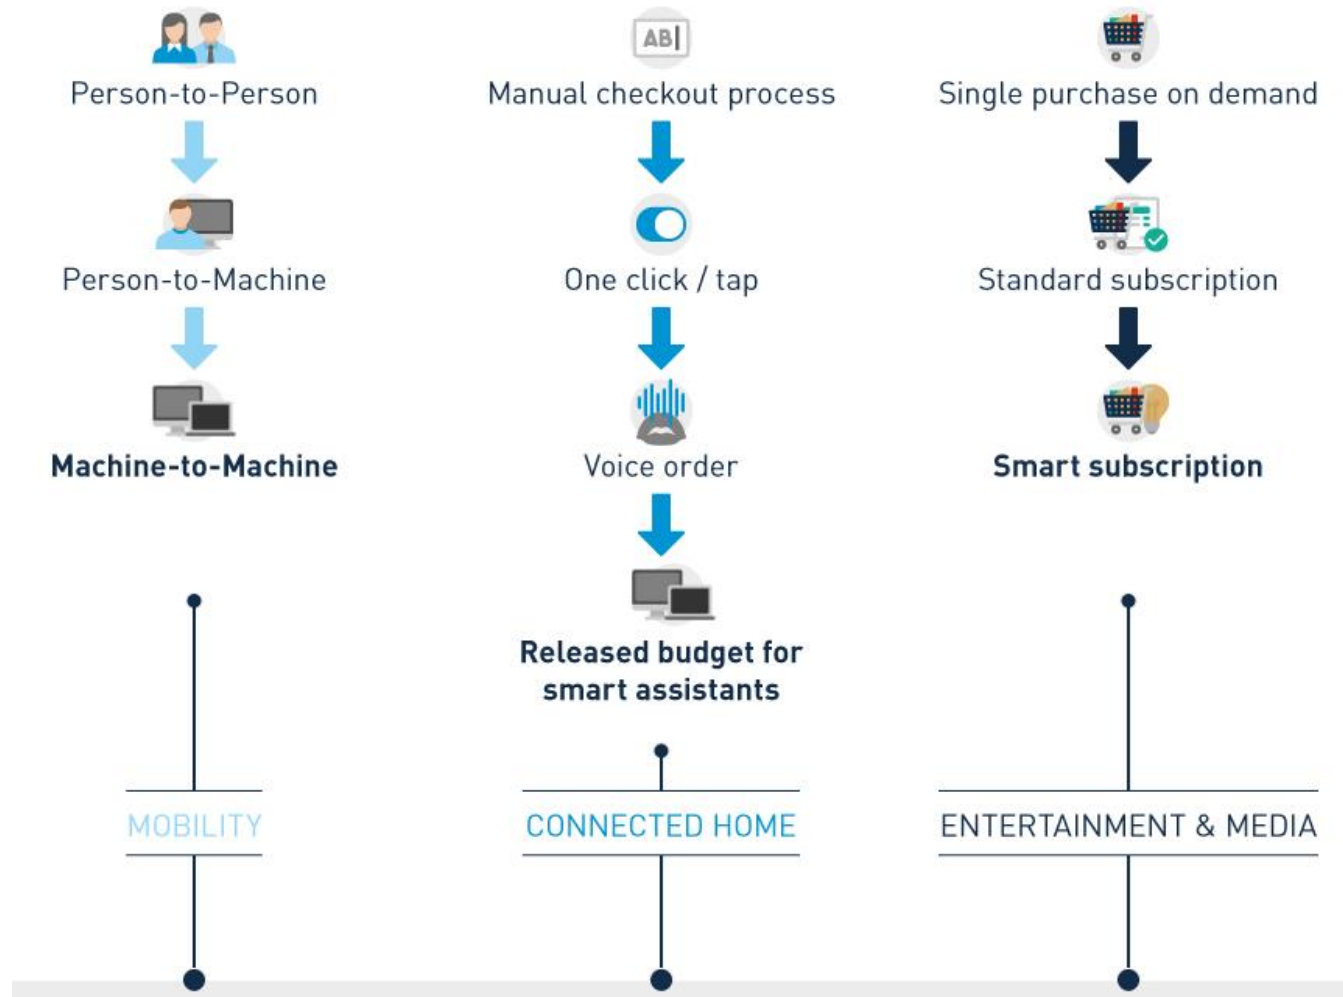 Person-to-Person
Person-to-Machine
Machine-to-Machine
MOBILITY
AB
Manual checkout process
One click / tap
Voice order
Released budget for
smart assistants
CONNECTED HOME
Single purchase on demand
Standard subscription
Smart subscription
ENTERTAINMENT & MEDIA